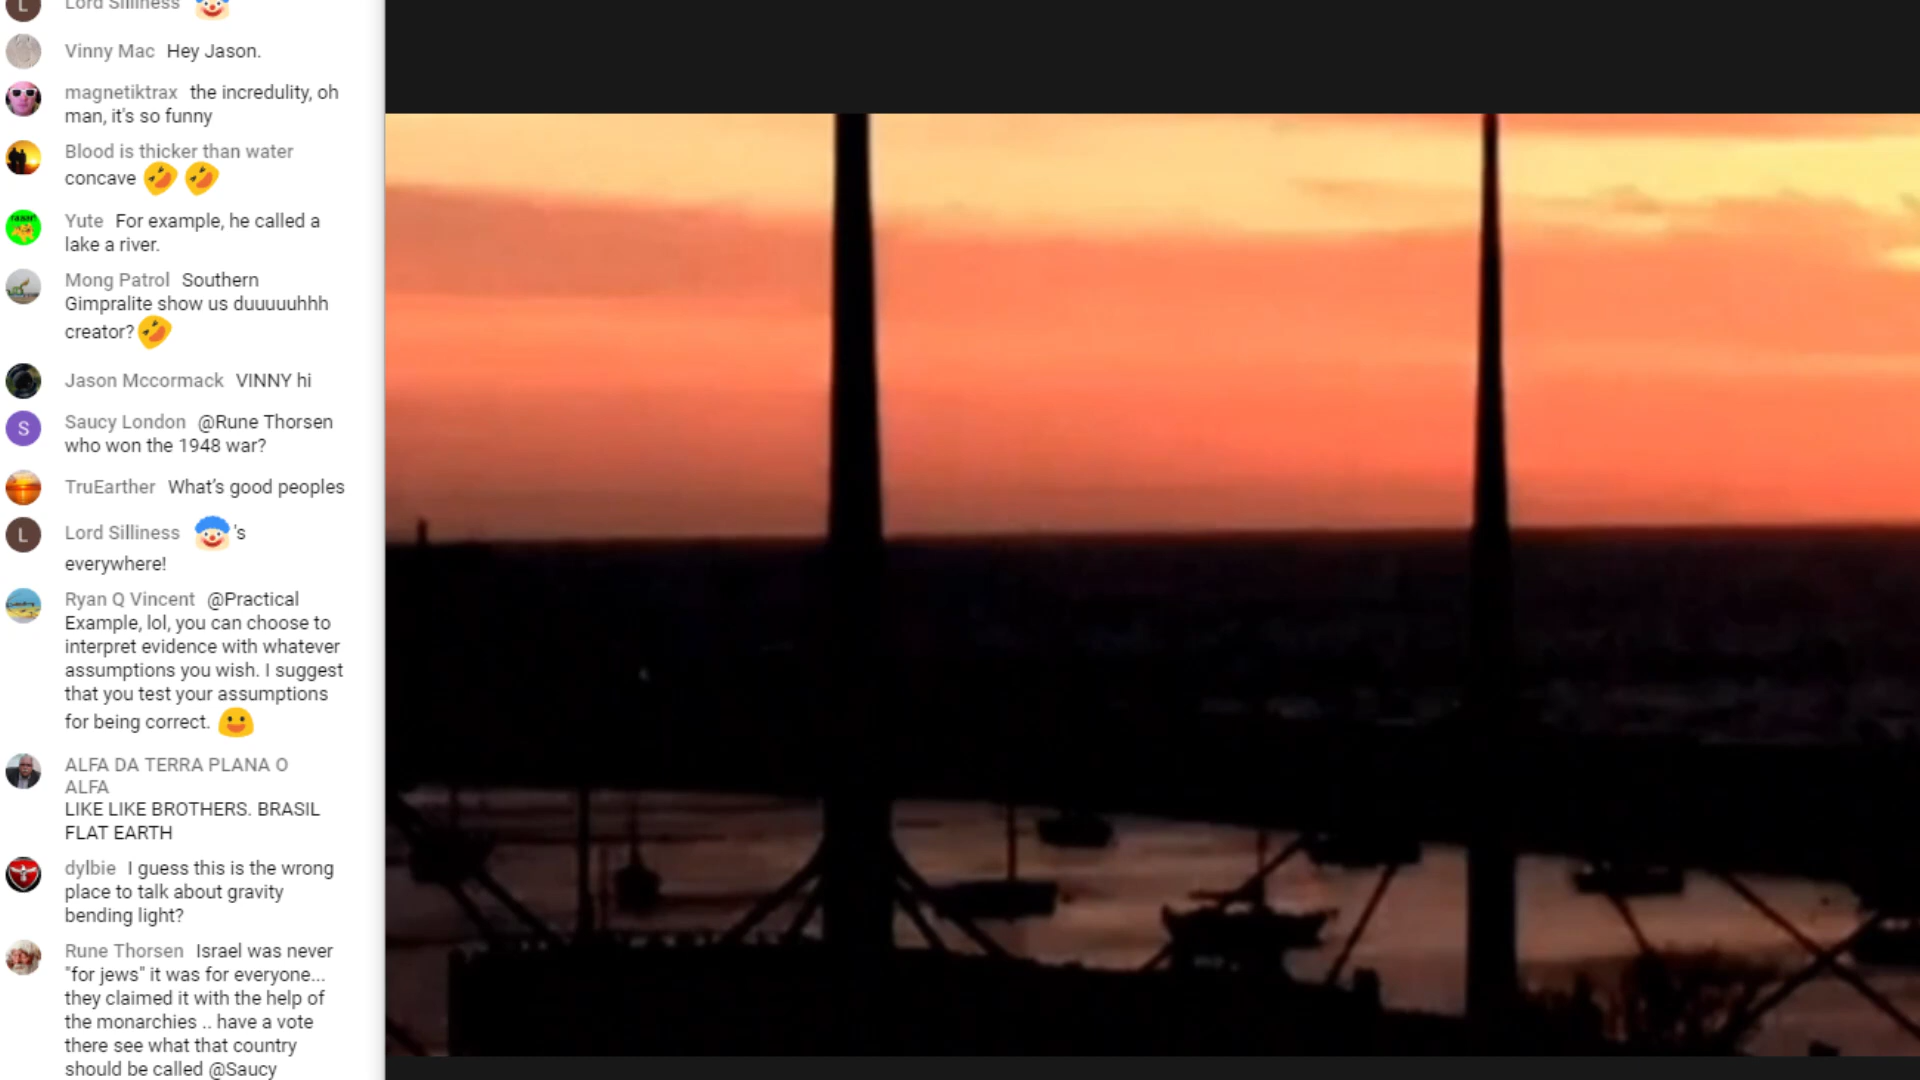 Lord Silliness
Vinny Mac Hey Jason.
magnetiktrax the incredulity, oh
man, it's so funny
Blood is thicker than water
concave
Yute For example, he called a
lake a river.
Mong Patrol Southern
Gimpralite show us duuuuuhhh
creator?
Jason Mccormack VINNY hi
S
Saucy London @Rune Thorsen
who won the 1948 war?
TruEarther What's good peoples
L
Lord Silliness 's
everywhere!
Ryan Q Vincent @Practical
Example, lol, you can choose to
interpret evidence with whatever
assumptions you wish. I suggest
that you test your assumptions
for being correct.
ALFA DA TERRA PLANA O
ALFA
LIKE LIKE BROTHERS. BRASIL
FLAT EARTH
dylbie I guess this is the wrong
place to talk about gravity
bending light?
Rune Thorsen Israel was never
"for jews" it was for everyone...
they claimed it with the help of
the monarchies .. have a vote
there see what that country
should be called @Saucy